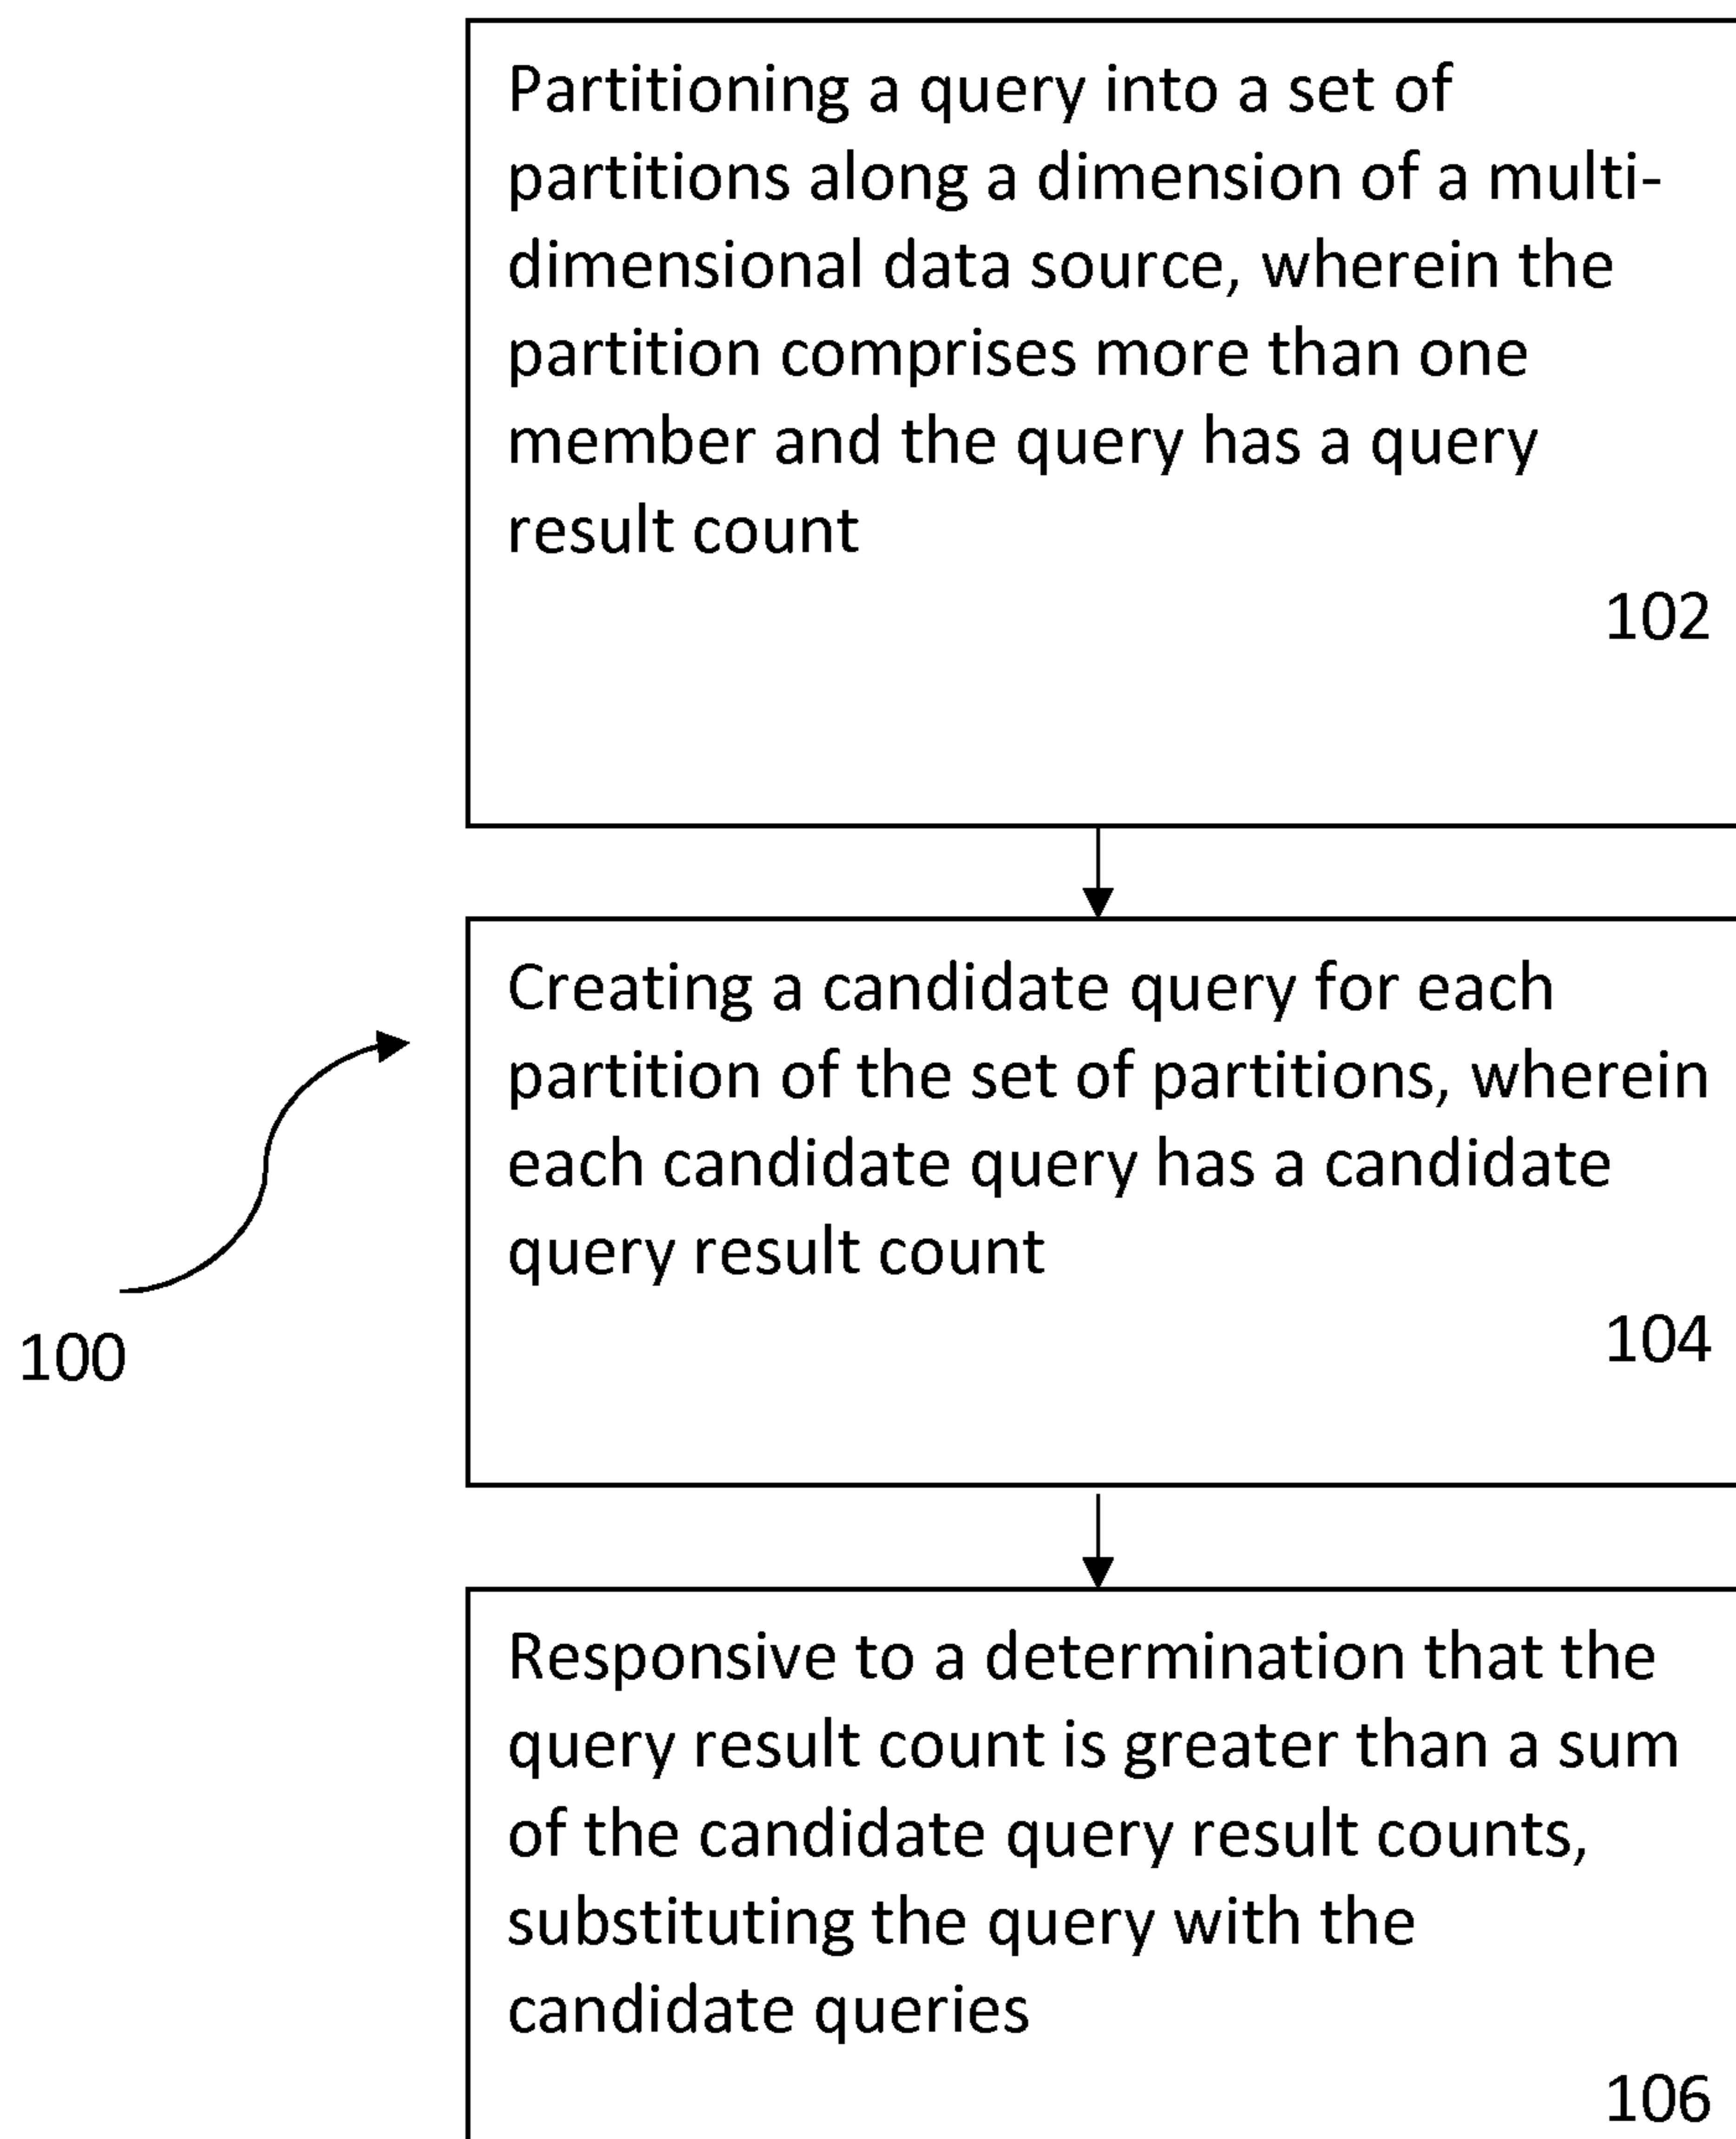 Partitioning a query into a set of
partitions along a dimension of a multi-
dimensional data source, wherein the
partition comprises more than one
member and the query has a query
result count
102
Creating a candidate query for each
partition of the set of partitions, wherein
each candidate query has a candidate
query result count
104
100
Responsive to a determination that the
query result count is greater than a sum
of the candidate query result counts,
substituting the query with the
candidate queries
106